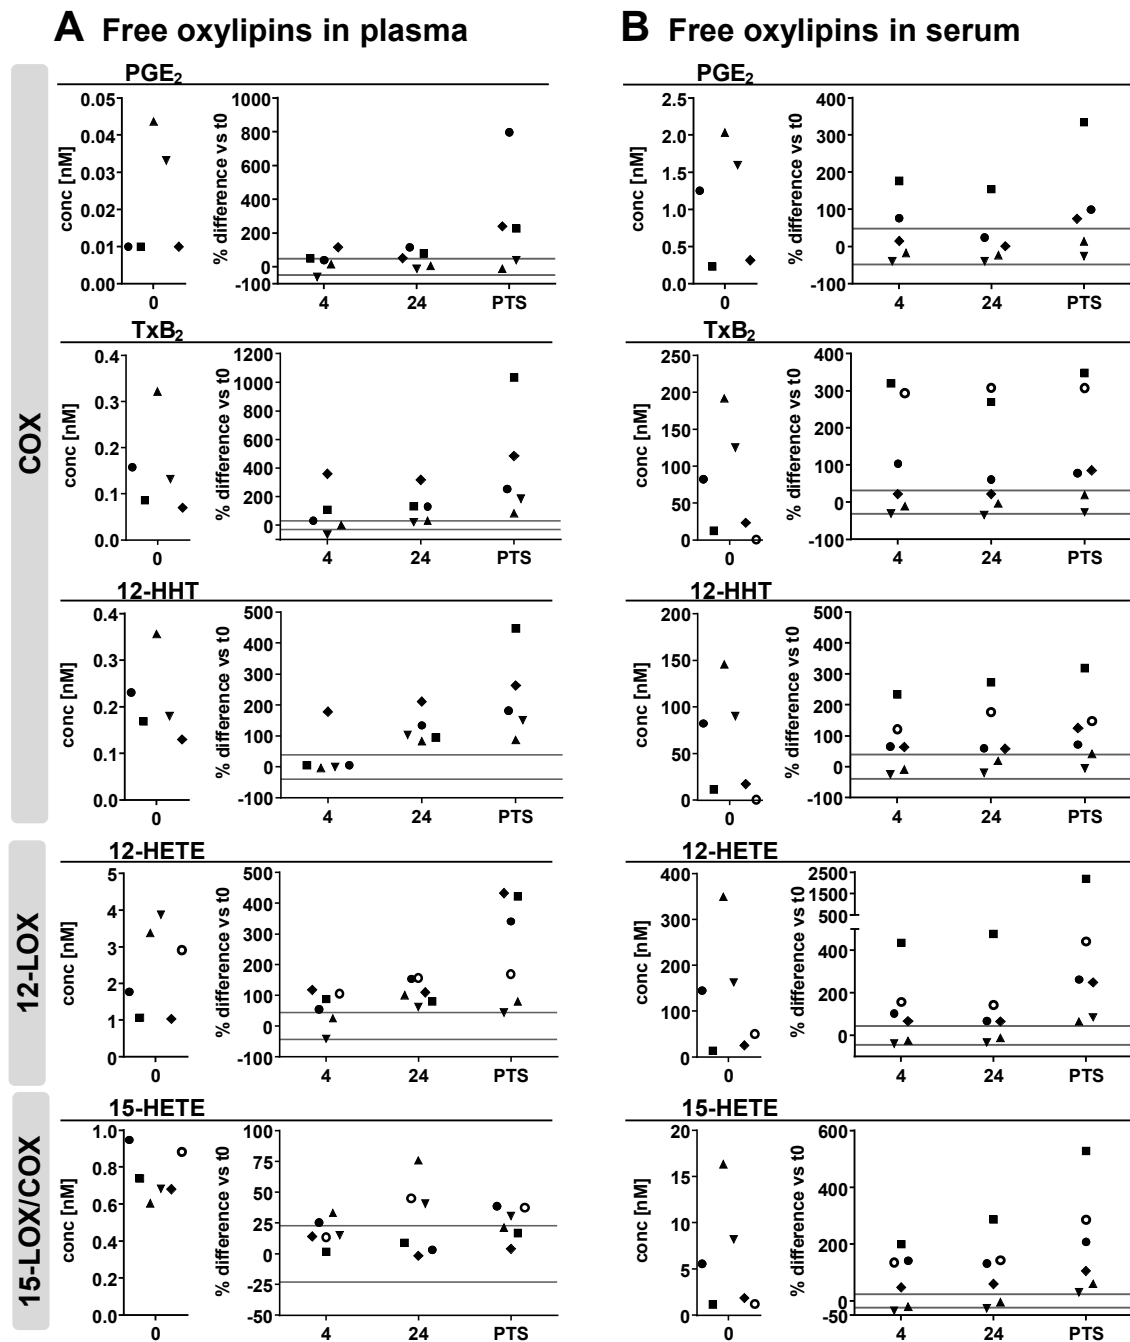 A Free oxylipins in plasma
B Free oxylipins in serum
COX
PGE₂
conc [nM]
0.05
0.04
0.03
0.02
0.01
0.0
0
% difference vs t0
1000
800
600
400
200
0
-100
4 24 PTS
PGE₂
conc [nM]
2.5
2.0
1.5
1.0
0.5
0.0
0
% difference vs t0
400
300
200
100
0
-100
4 24 PTS
TxB₂
conc [nM]
0.4
0.3
0.2
0.1
0.0
0
% difference vs t0
1200
1000
800
600
400
200
0
-100
4 24 PTS
TxB₂
conc [nM]
250
200
150
100
50
0
0
% difference vs t0
400
300
200
100
0
-100
4 24 PTS
12-HHT
conc [nM]
0.4
0.3
0.2
0.1
0.0
0
% difference vs t0
500
400
300
200
100
0
-100
4 24 PTS
12-HHT
conc [nM]
200
150
100
50
0
0
% difference vs t0
500
400
300
200
100
0
-100
4 24 PTS
12-LOX
12-HETE
conc [nM]
5
4
3
2
1
0
0
% difference vs t0
500
400
300
200
100
0
-100
4 24 PTS
12-HETE
conc [nM]
400
300
200
100
0
0
% difference vs t0
2500
1500
500
400
200
0
-100
4 24 PTS
15-LOX/COX
15-HETE
conc [nM]
1.0
0.8
0.6
0.4
0.2
0.0
0
% difference vs t0
100
75
50
25
0
-25
-50
4 24 PTS
15-HETE
conc [nM]
20
15
10
5
0
0
% difference vs t0
600
400
200
0
-50
4 24 PTS